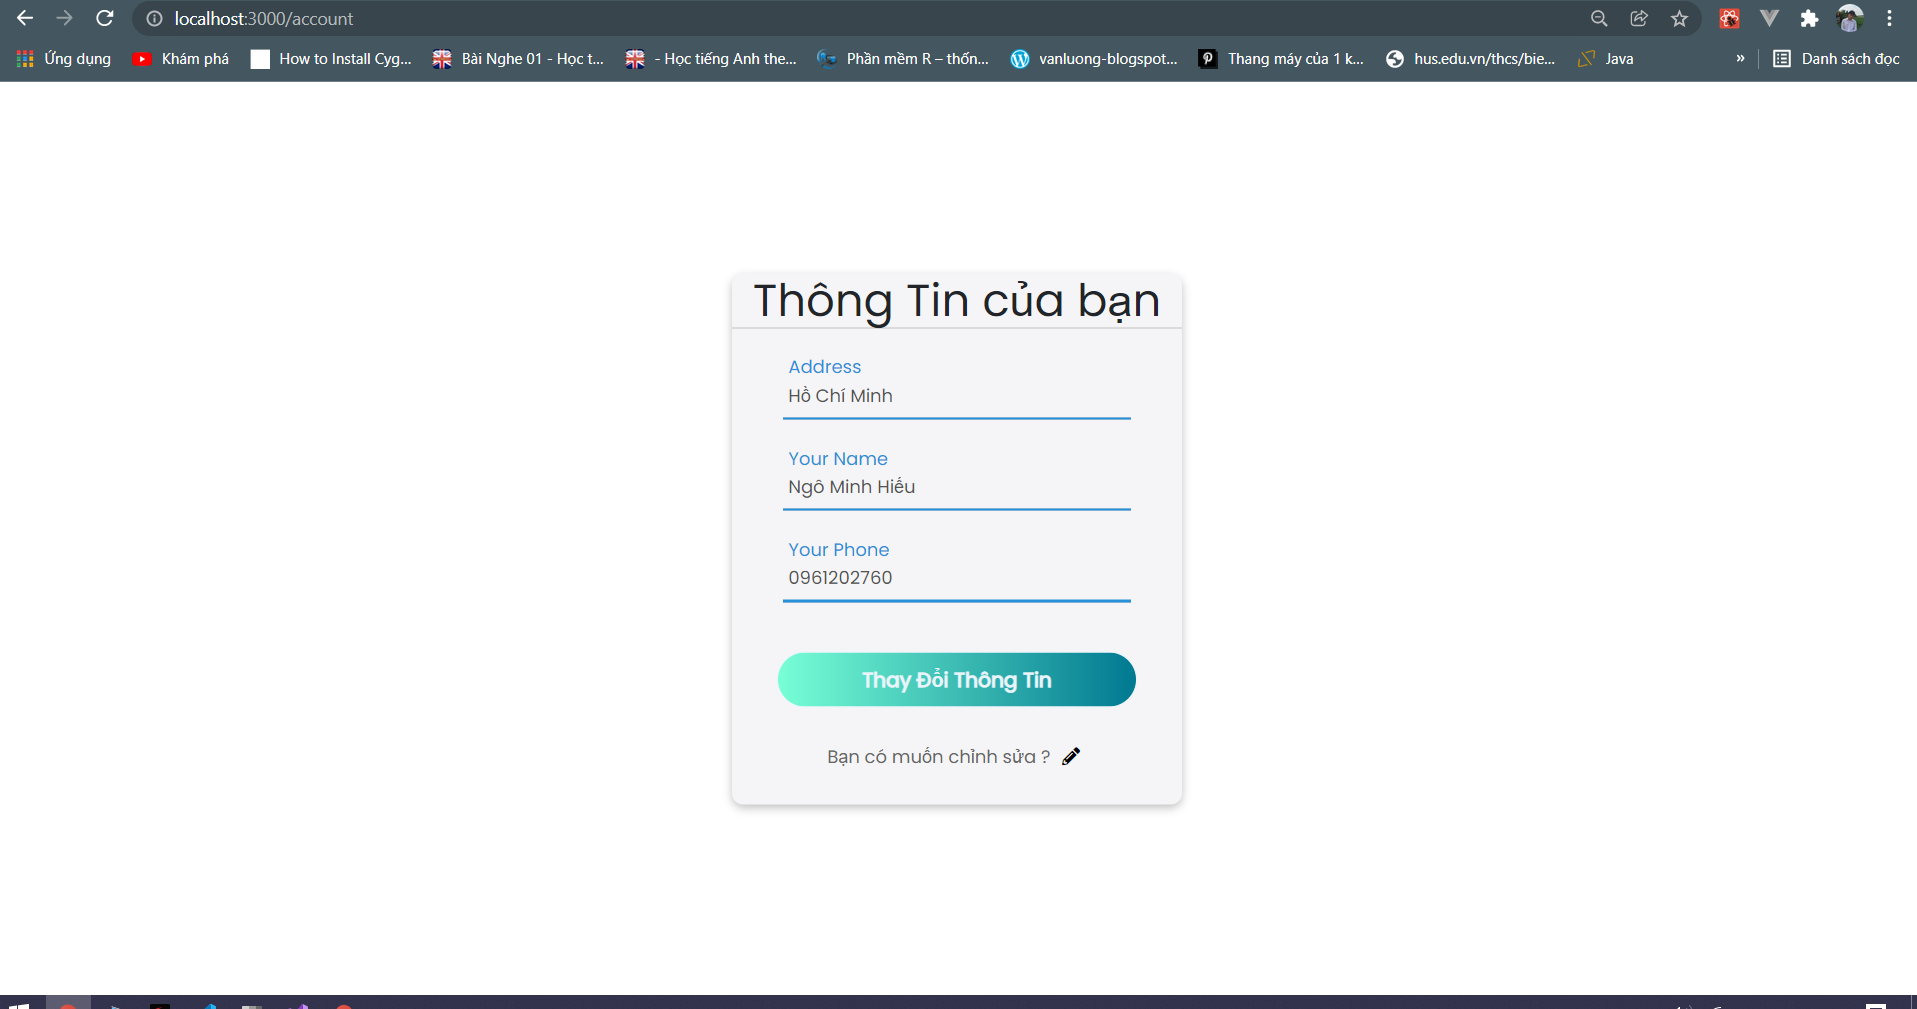 localhost:3000/account
Ứng dụng Khám phá How to Install Cyg... Bài Nghe 01 - Học t... - Học tiếng Anh the... Phần mềm R – thốn... vanluong-blogspot... Thang máy của 1 k... hus.edu.vn/thcs/bie... Java » Danh sách đọc
Thông Tin của bạn
Address
Hồ Chí Minh
Your Name
Ngô Minh Hiếu
Your Phone
0961202760
Thay Đổi Thông Tin
Bạn có muốn chỉnh sửa ?